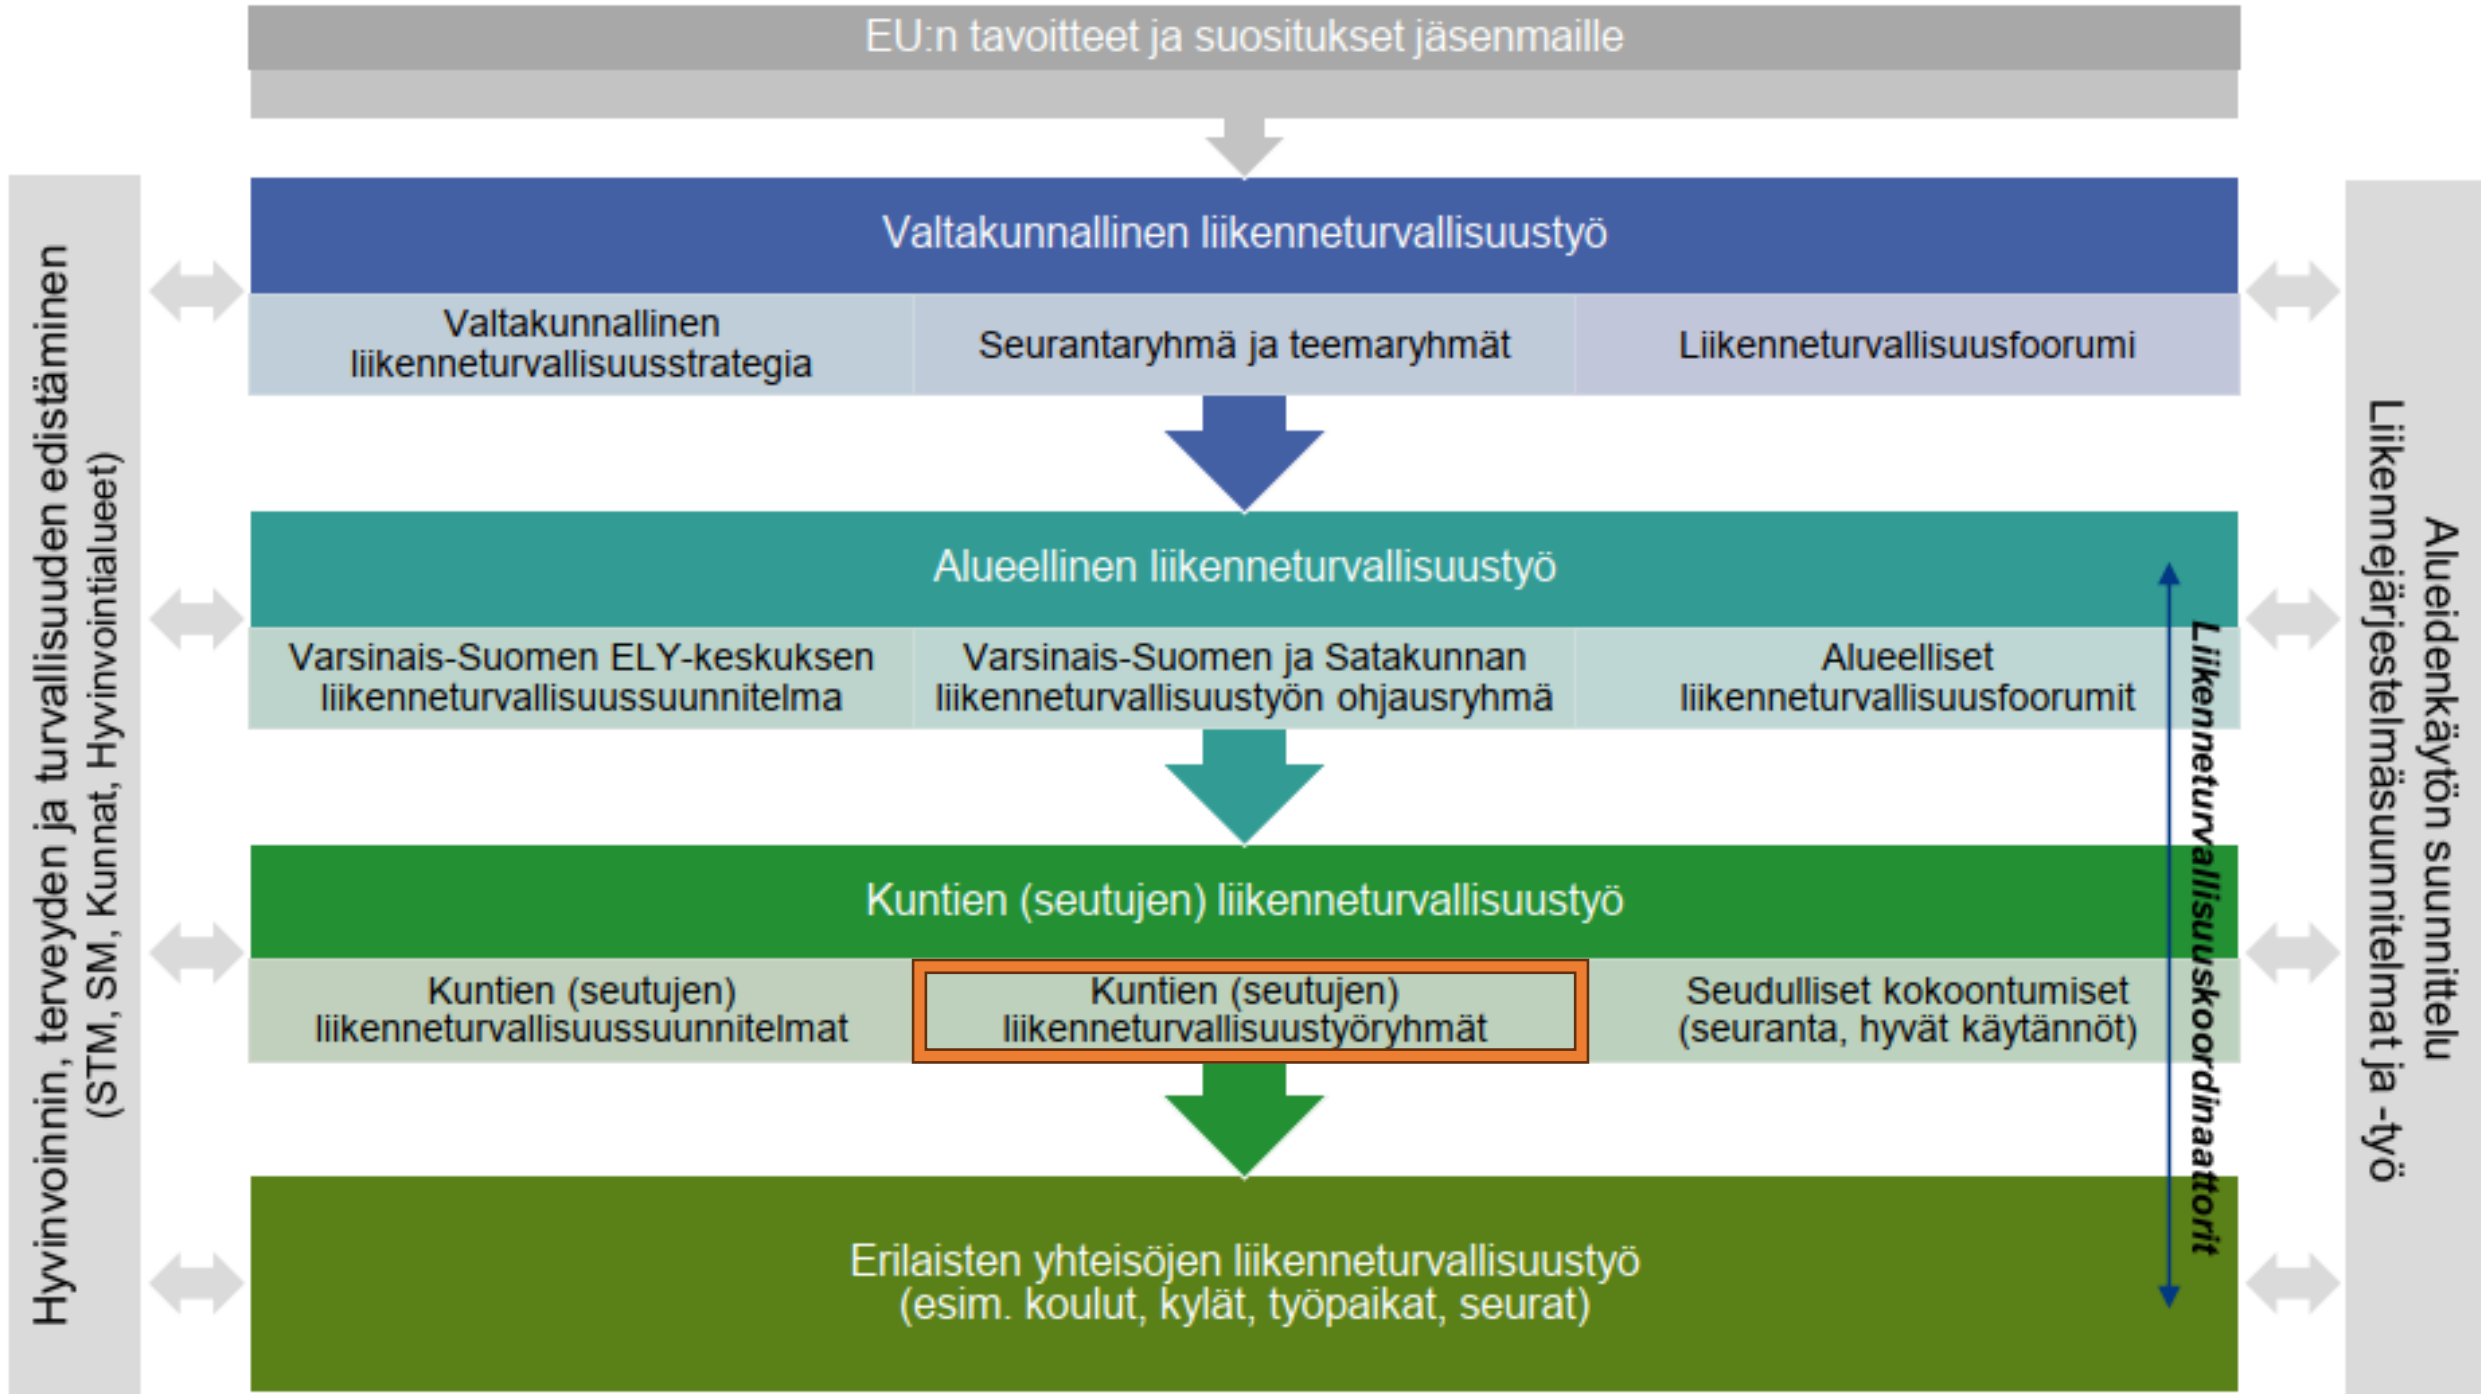 EU:n tavoitteet ja suositukset jäsenmaille
Hyvinvoinnin, terveyden ja turvallisuuden edistäminen
(STM, SM, Kunnat, Hyvinvointialueet)
Valtakunnallinen liikenneturvallisuustyö
Valtakunnallinen
liikenneturvallisuusstrategia
Seurantaryhmä ja teemaryhmät
Liikenneturvallisuusfoorumi
Alueellinen liikenneturvallisuustyö
Varsinais-Suomen ELY-keskuksen
liikenneturvallisuussuunnitelma
Varsinais-Suomen ja Satakunnan
liikenneturvallisuustyön ohjausryhmä
Alueelliset
liikenneturvallisuusfoorumit
Kuntien (seutujen) liikenneturvallisuustyö
Kuntien (seutujen)
liikenneturvallisuussuunnitelmat
Kuntien (seutujen)
liikenneturvallisuustyöryhmät
Seudulliset kokoontumiset
(seuranta, hyvät käytännöt)
Erilaisten yhteisöjen liikenneturvallisuustyö
(esim. koulut, kylät, työpaikat, seurat)
Liikenneturvallisuuskoordinaattorit
Alueidenkäytön suunnittelu
Liikennejärjestelmäsuunnitelmat ja -työ